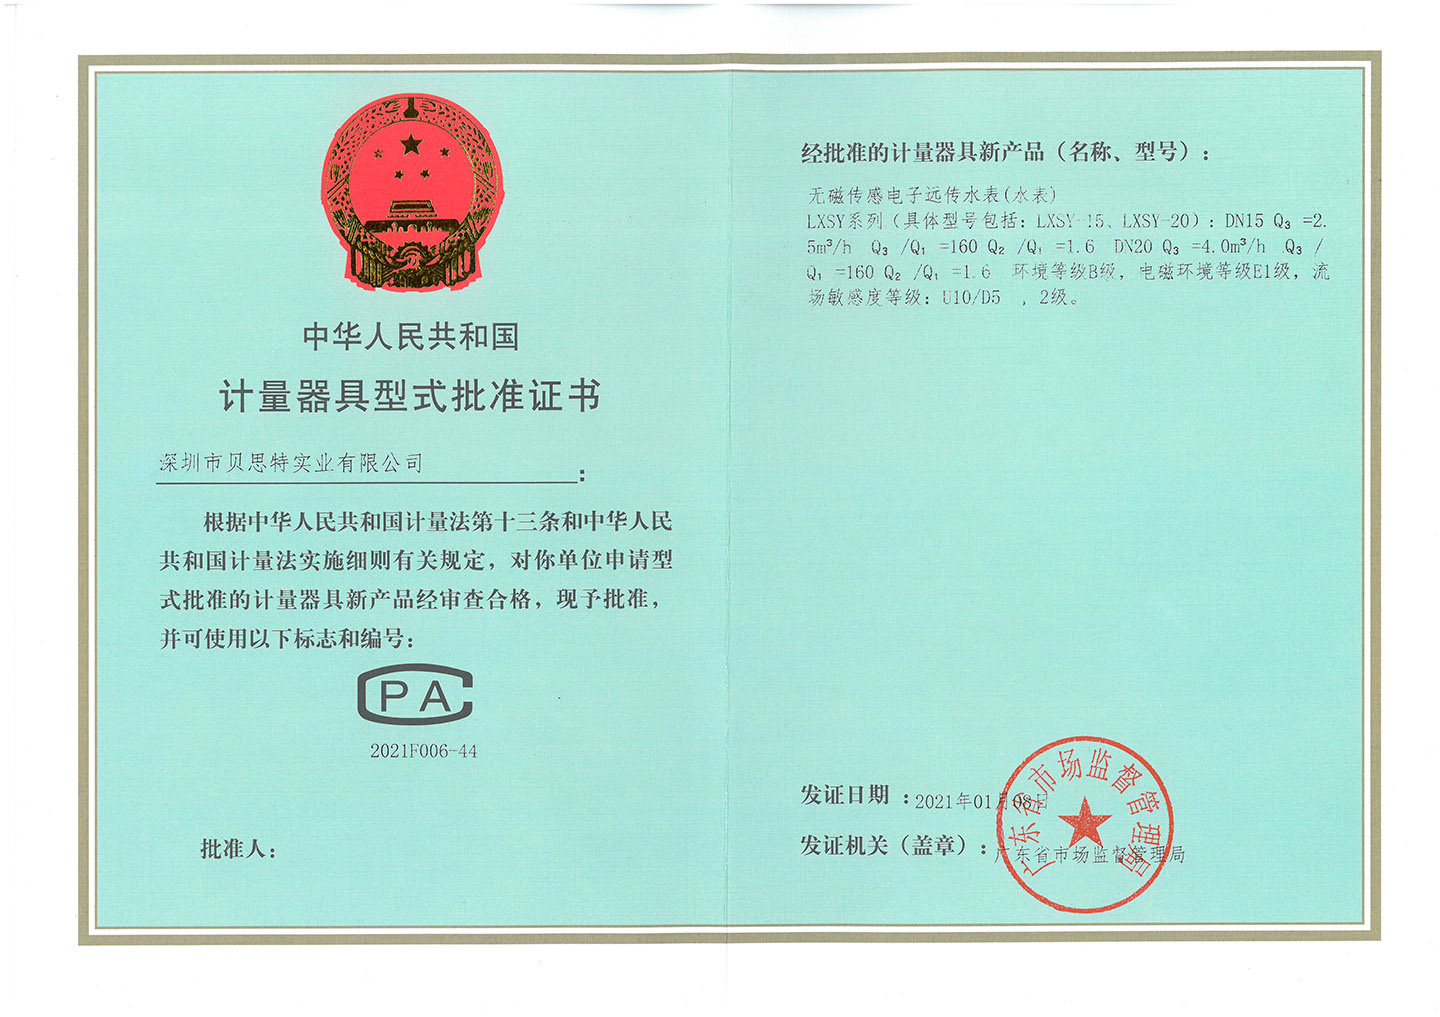 中华人民共和国
计量器具型式批准证书
深圳市贝思特实业有限公司
:
根据中华人民共和国计量法第十三条和中华人民
共和国计量法实施细则有关规定，对你单位申请型
式批准的计量器具新产品经审查合格，现予批准，
并可使用以下标志和编号：
CPA
2021F006-44
批准人：
经批准的计量器具新产品（名称、型号）：
无磁传感电子远传水表(水表)
LXSY系列（具体型号包括：LXSY-15、LXSY-20）：DN15 Q₃ =2.
5m³/h Q₃ /Q₁ =160 Q₂ /Q₁ =1.6 DN20 Q₃ =4.0m³/h Q₃ /
Q₁ =160 Q₂ /Q₁ =1.6 环境等级B级，电磁环境等级E1级，流
场敏感度等级：U10/D5 ，2级。
发证日期 ：2021年01月08日
发证机关（盖章）：广东省市场监督管理局
广东省市场监督管理局